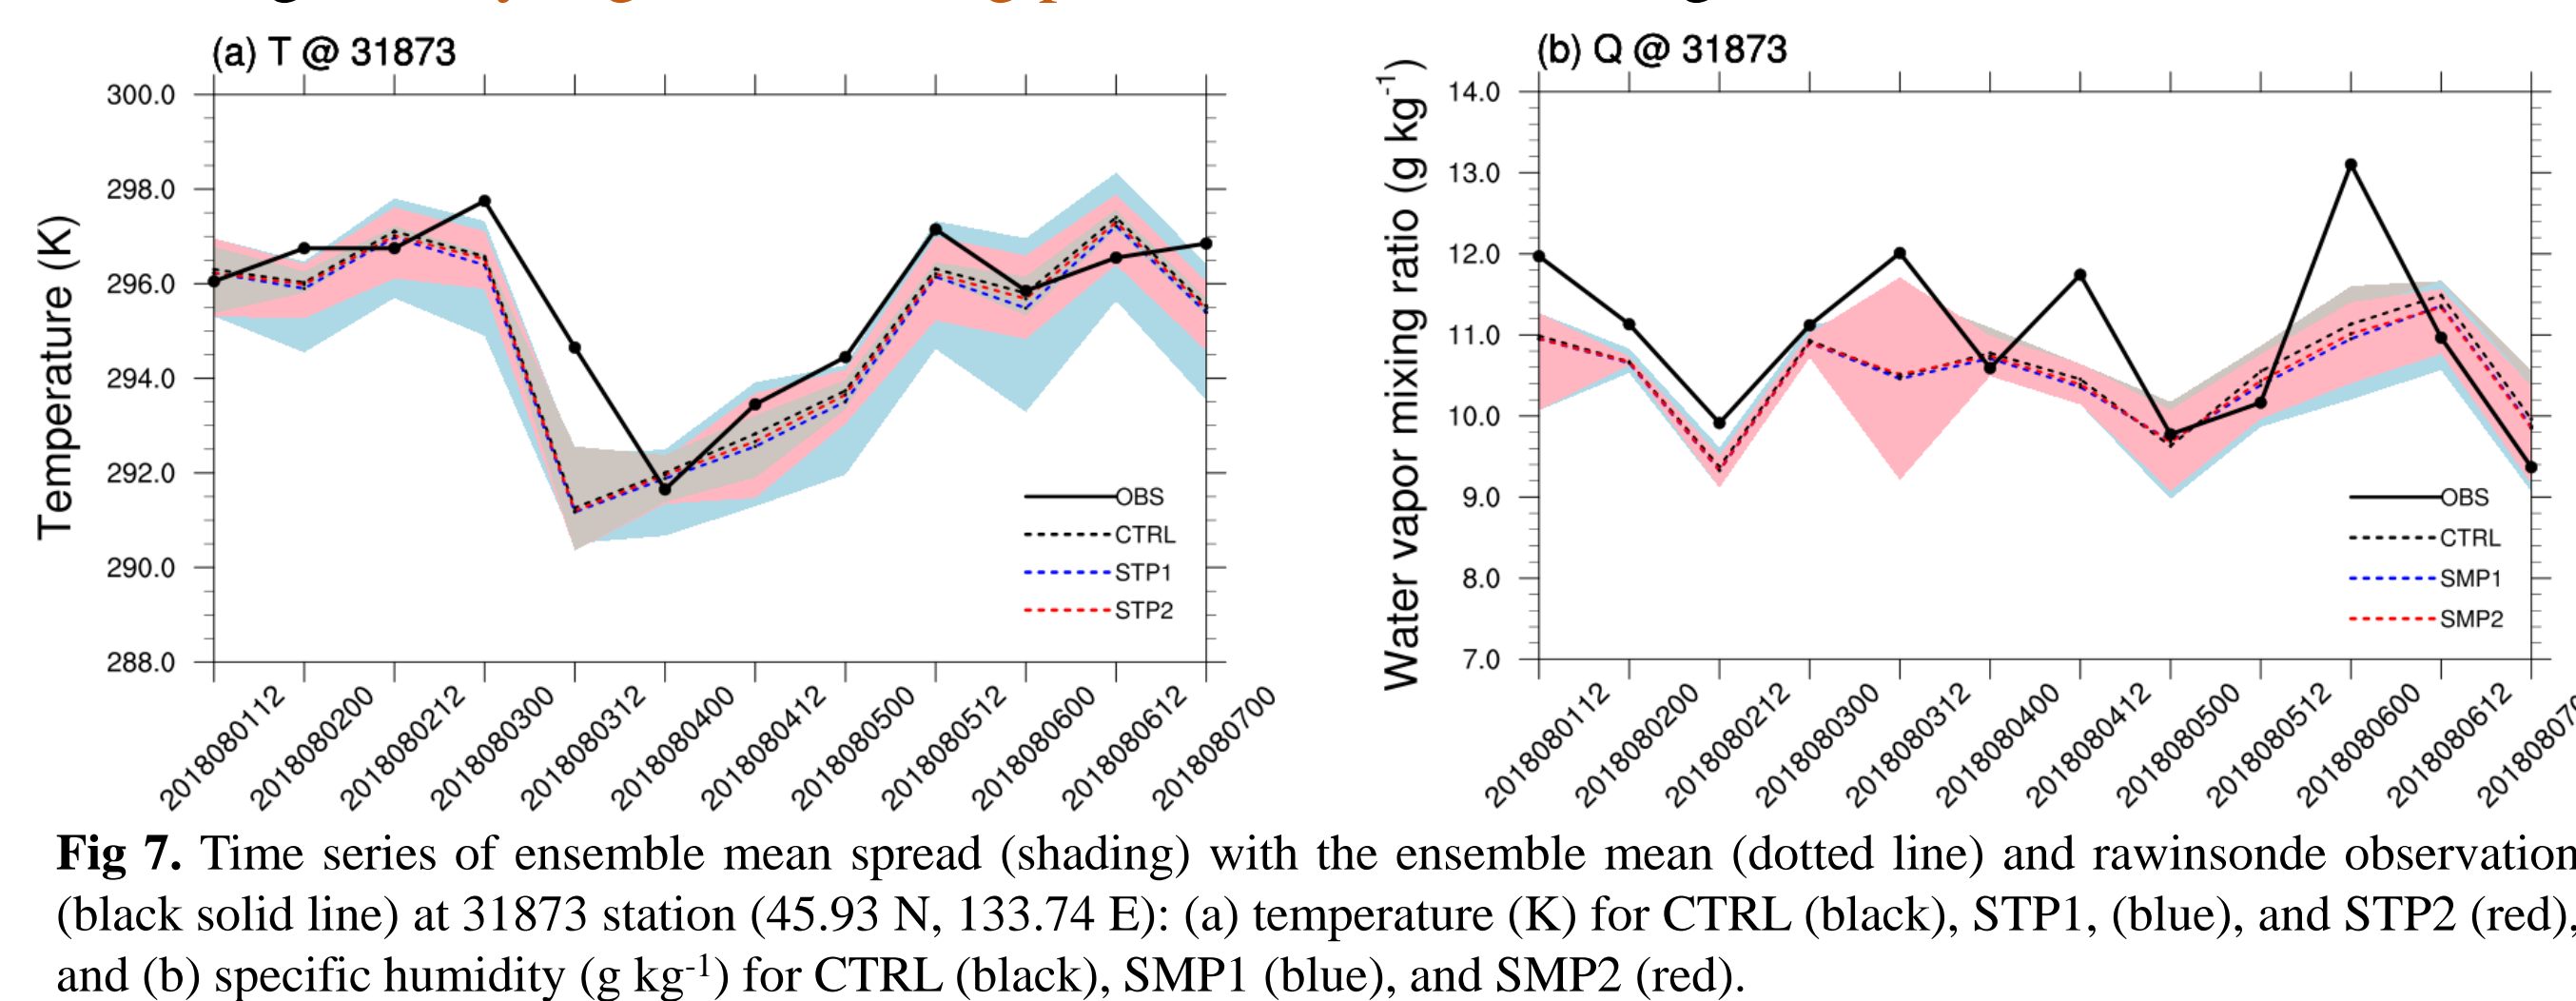 (a) T @ 31873
300.0
298.0
296.0
294.0
292.0
290.0
288.0
Temperature (K)
OBS
CTRL
STP1
STP2
2018080112
2018080200
2018080212
2018080300
2018080312
2018080400
2018080412
2018080500
2018080512
2018080600
2018080612
2018080700
(b) Q @ 31873
14.0
13.0
12.0
11.0
10.0
9.0
8.0
7.0
Water vapor mixing ratio (g kg-1)
OBS
CTRL
SMP1
SMP2
2018080112
2018080200
2018080212
2018080300
2018080312
2018080400
2018080412
2018080500
2018080512
2018080600
2018080612
Fig 7. Time series of ensemble mean spread (shading) with the ensemble mean (dotted line) and rawinsonde observation
(black solid line) at 31873 station (45.93 N, 133.74 E): (a) temperature (K) for CTRL (black), STP1, (blue), and STP2 (red),
and (b) specific humidity (g kg-1) for CTRL (black), SMP1 (blue), and SMP2 (red).